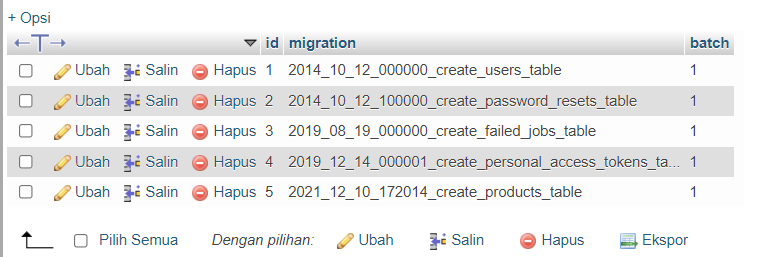 + Opsi
id migration batch
Ubah Salin Hapus 1 2014_10_12_000000_create_users_table 1
Ubah Salin Hapus 2 2014_10_12_100000_create_password_resets_table 1
Ubah Salin Hapus 3 2019_08_19_000000_create_failed_jobs_table 1
Ubah Salin Hapus 4 2019_12_14_000001_create_personal_access_tokens_ta... 1
Ubah Salin Hapus 5 2021_12_10_172014_create_products_table 1
Pilih Semua Dengan pilihan: Ubah Salin Hapus Ekspor